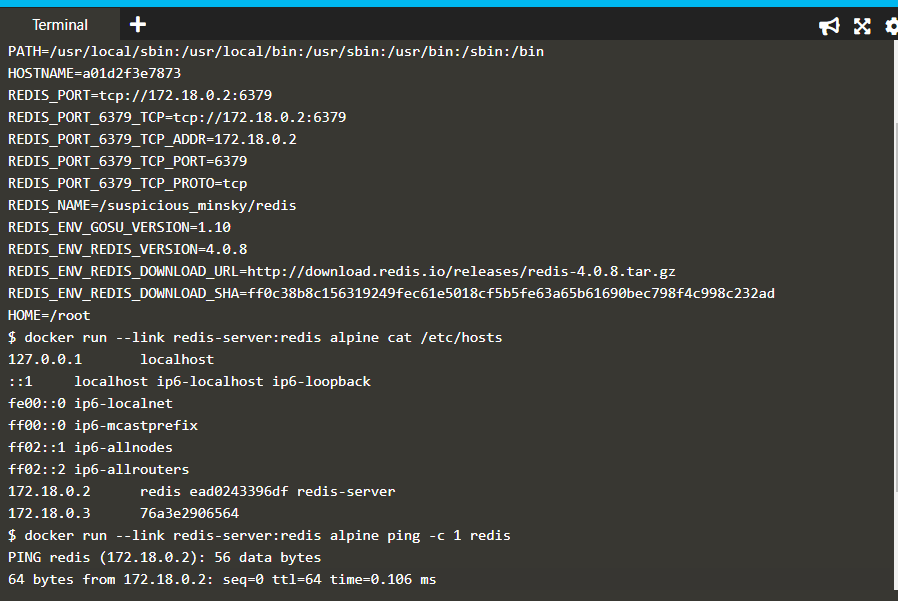 Terminal
PATH=/usr/local/sbin:/usr/local/bin:/usr/sbin:/usr/bin:/sbin:/bin
HOSTNAME=a01d2f3e7873
REDIS_PORT=tcp://172.18.0.2:6379
REDIS_PORT_6379_TCP=tcp://172.18.0.2:6379
REDIS_PORT_6379_TCP_ADDR=172.18.0.2
REDIS_PORT_6379_TCP_PORT=6379
REDIS_PORT_6379_TCP_PROTO=tcp
REDIS_NAME=/suspicious_minsky/redis
REDIS_ENV_GOSU_VERSION=1.10
REDIS_ENV_REDIS_VERSION=4.0.8
REDIS_ENV_REDIS_DOWNLOAD_URL=http://download.redis.io/releases/redis-4.0.8.tar.gz
REDIS_ENV_REDIS_DOWNLOAD_SHA=ff0c38b8c156319249fec61e5018cf5b5fe63a65b61690bec798f4c998c232ad
HOME=/root
$ docker run --link redis-server:redis alpine cat /etc/hosts
127.0.0.1       localhost
::1     localhost ip6-localhost ip6-loopback
fe00::0 ip6-localnet
ff00::0 ip6-mcastprefix
ff02::1 ip6-allnodes
ff02::2 ip6-allrouters
172.18.0.2      redis ead0243396df redis-server
172.18.0.3      76a3e2906564
$ docker run --link redis-server:redis alpine ping -c 1 redis
PING redis (172.18.0.2): 56 data bytes
64 bytes from 172.18.0.2: seq=0 ttl=64 time=0.106 ms